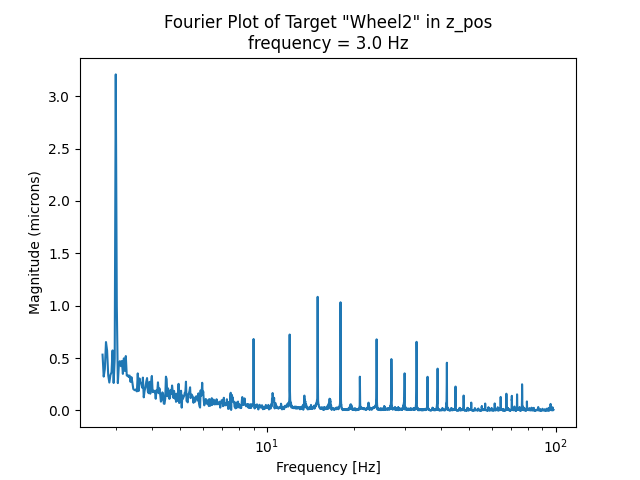 Fourier Plot of Target "Wheel2" in z_pos
frequency = 3.0 Hz
3.0
2.5
2.0
1.5
1.0
0.5
0.0
Magnitude (microns)
10¹
10²
Frequency [Hz]